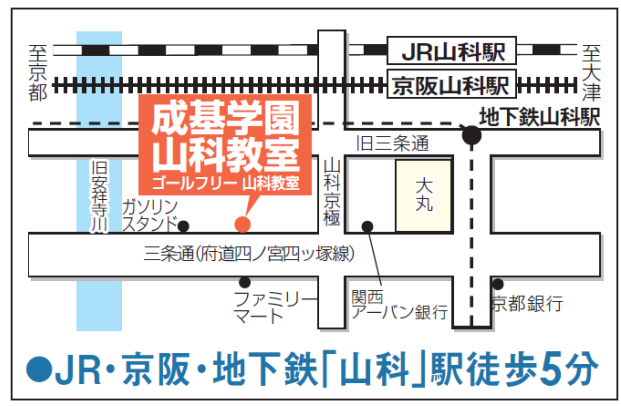 JR山科駅
至京都
至大津
京阪山科駅
地下鉄山科駅
成基学園
山科教室
ゴールフリー 山科教室
旧三条通
旧安祥寺川
ガソリン
スタンド
山科京極
大丸
三条通(府道四ノ宮四ッ塚線)
ファミリー
マート
関西
アーバン銀行
京都銀行
●JR・京阪・地下鉄｢山科｣駅徒歩5分